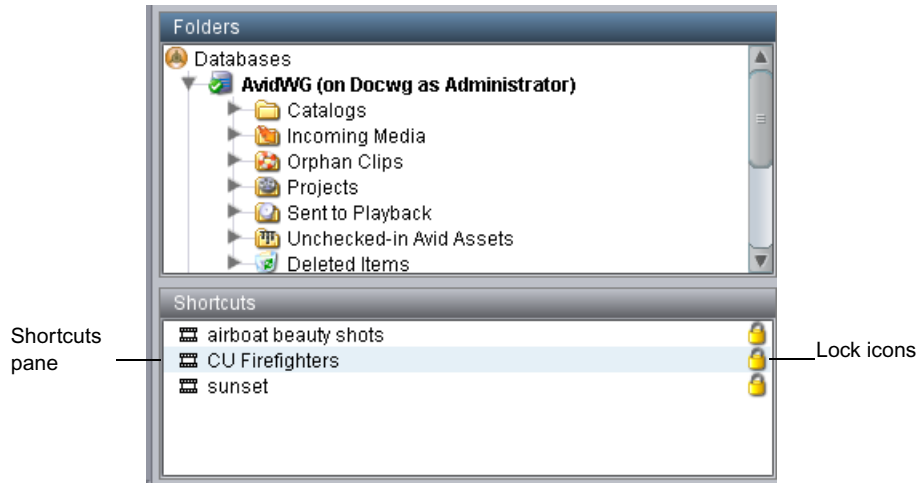 Folders
Databases
AvidWG (on Docwg as Administrator)
Catalogs
Incoming Media
Orphan Clips
Projects
Sent to Playback
Unchecked-in Avid Assets
Deleted Items
Shortcuts
airboat beauty shots
CU Firefighters
sunset
Shortcuts
pane
Lock icons